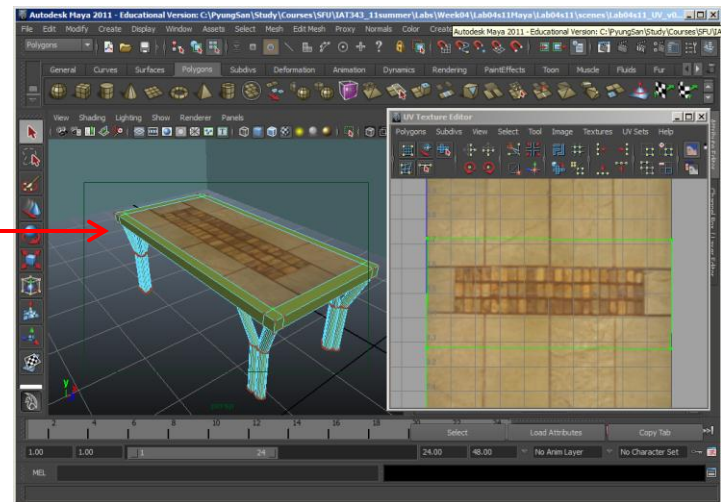 Autodesk Maya 2011 - Educational Version: C:\PyungSan\Study\Courses\SFU\IAT343_11summer\Labs\Week04\Lab04s11Maya\Lab04s11\scenes\Lab04s11_UV_v0...
File Edit Modify Create Display Window Assets Select Mesh Edit Mesh Proxy Normals Color Create
Autodesk Maya 2011 - Educational Version: C:\PyungSan\Study\Courses\SFU\IA
Polygons
General Curves Surfaces Polygons Subdivs Deformation Animation Dynamics Rendering PaintEffects Toon Muscle Fluids Fur
View Shading Lighting Show Renderer Panels
UV Texture Editor
Polygons Subdivs View Select Tool Image Textures UV Sets Help
y
x
persp
2 4 6 8 10 12 14 16 18 20 22 24
Select Load Attributes Copy Tab
1.00 1.00 1 24 24.00 48.00 No Anim Layer No Character Set
MEL